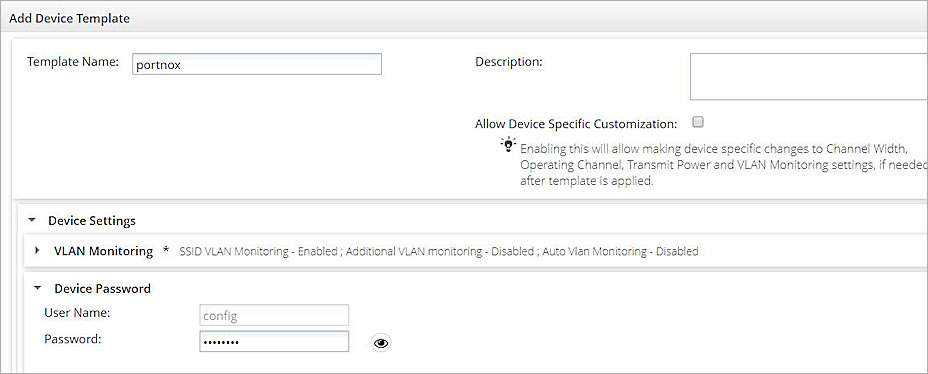 Add Device Template
Template Name: portnox Description:
Allow Device Specific Customization:
Enabling this will allow making device specific changes to Channel Width,
Operating Channel, Transmit Power and VLAN Monitoring settings, if needed
after template is applied.
Device Settings
VLAN Monitoring * SSID VLAN Monitoring - Enabled ; Additional VLAN monitoring - Disabled ; Auto Vlan Monitoring - Disabled
Device Password
User Name: config
Password: ••••••••